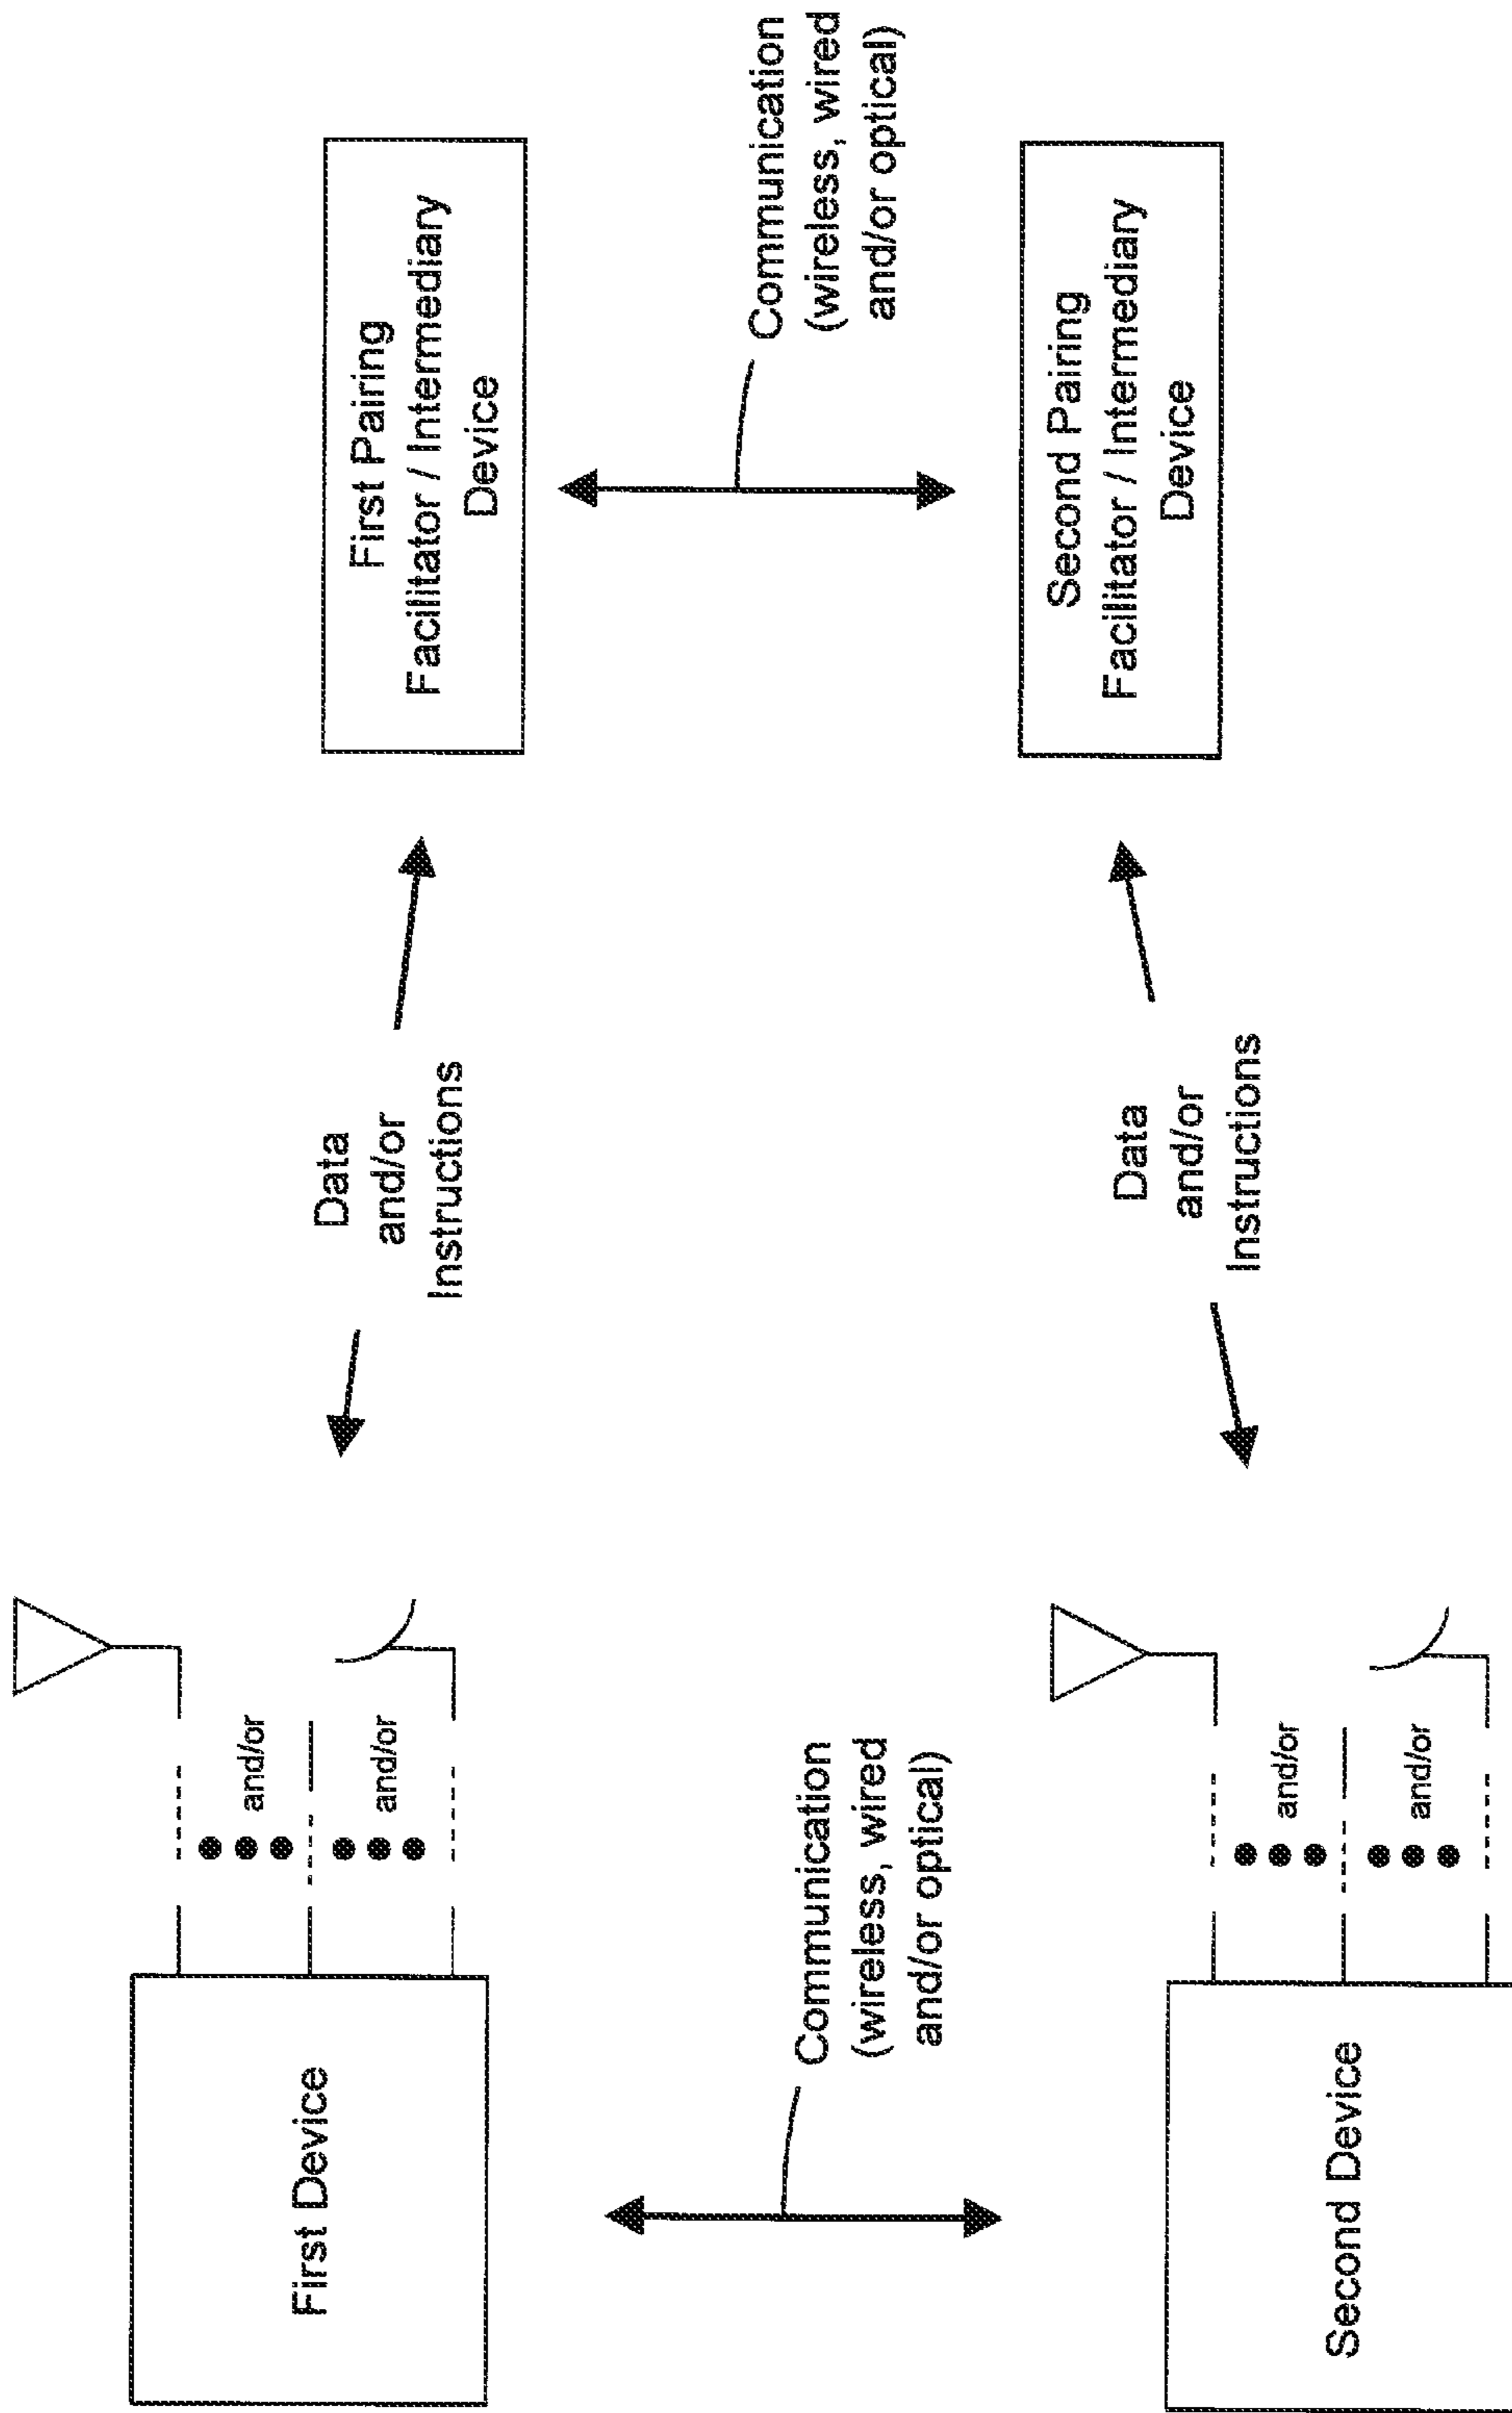 First Device
and/or
and/or
Data
and/or
Instructions
First Pairing
Facilitator / Intermediary
Device
Communication
(wireless, wired
and/or optical)
Communication
(wireless, wired
and/or optical)
Second Device
and/or
and/or
Data
and/or
Instructions
Second Pairing
Facilitator / Intermediary
Device